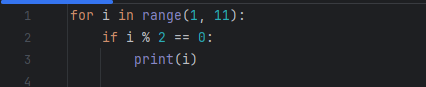 1 for i in range(1, 11):
2     if i % 2 == 0:
3         print(i)
4